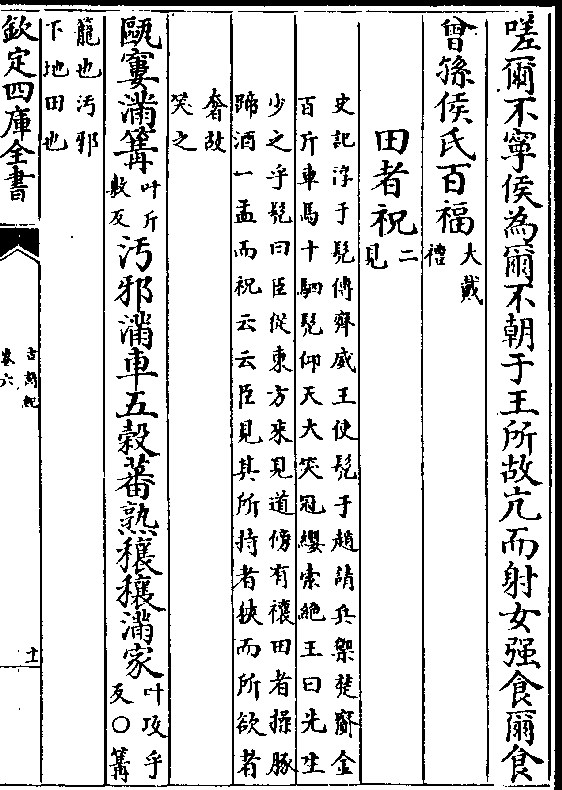 嗟爾不寧侯為爾不朝于王所故亢而射女强食爾食
曾孫侯氏百福大戴禮
田者祝二見
史記淳于髠傳齊威王使髠于趙請兵禦楚齎金
百斤車馬十駟髠仰天大笑冠纓索絶王曰先生
少之乎髠曰臣從東方來見道傍有禳田者操豚
蹄酒一盂而祝云云臣見其所持者狹而所欲者
奢故
笑之
甌窶滿篝叶斤敷反汚邪滿車五穀蕃熟穰穰滿家叶攻乎反○篝
籠也汚邪
下地田也
欽定四庫全書
古詩紀
卷六
十